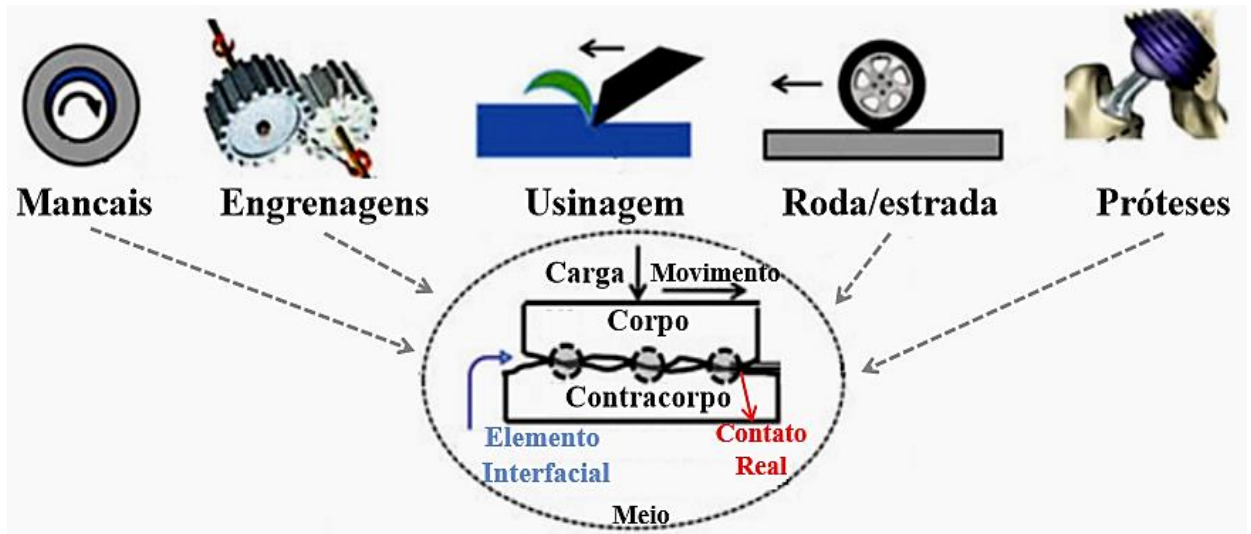 Mancais
Engrenagens
Usinagem
Roda/estrada
Próteses
Carga
Movimento
Corpo
Contracorpo
Elemento
Interfacial
Contato
Real
Meio